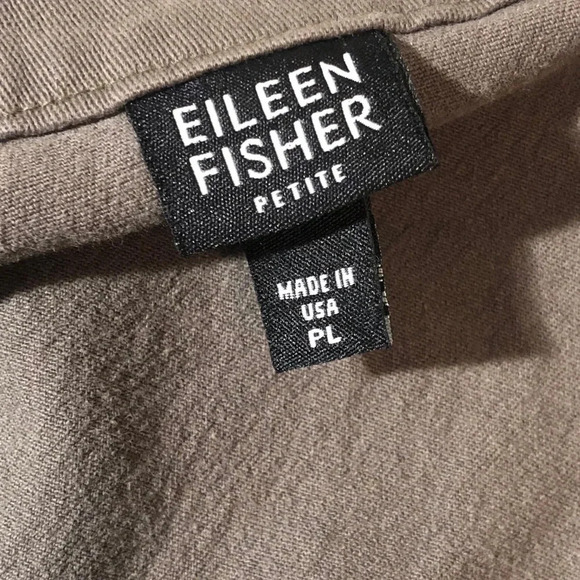 EILEEN
FISHER
PETITE
MADE IN
USA
PL